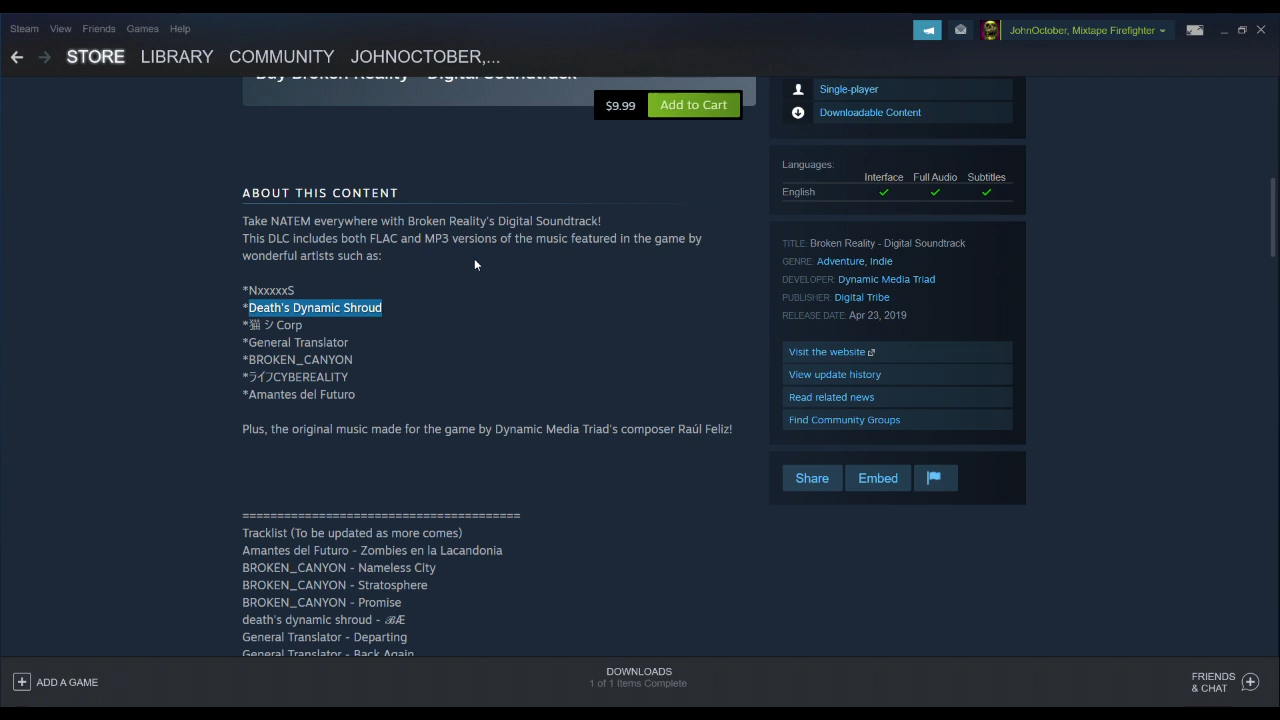 Steam View Friends Games Help
JohnOctober, Mixtape Firefighter
STORE LIBRARY COMMUNITY JOHNOCTOBER,...
Buy Broken Reality - Digital Soundtrack
$9.99 Add to Cart
ABOUT THIS CONTENT
Take NATEM everywhere with Broken Reality's Digital Soundtrack!
This DLC includes both FLAC and MP3 versions of the music featured in the game by
wonderful artists such as:
*NxxxxxS
*Death's Dynamic Shroud
*猫 シ Corp
*General Translator
*BROKEN_CANYON
*ライフCYBEREALITY
*Amantes del Futuro
Plus, the original music made for the game by Dynamic Media Triad's composer Raúl Feliz!
========================================
Tracklist (To be updated as more comes)
Amantes del Futuro - Zombies en la Lacandonia
BROKEN_CANYON - Nameless City
BROKEN_CANYON - Stratosphere
BROKEN_CANYON - Promise
death's dynamic shroud - ℬÆ
General Translator - Departing
General Translator - Back Again
Single-player
Downloadable Content
Languages:
Interface Full Audio Subtitles
English ✓ ✓ ✓
TITLE: Broken Reality - Digital Soundtrack
GENRE: Adventure, Indie
DEVELOPER: Dynamic Media Triad
PUBLISHER: Digital Tribe
RELEASE DATE: Apr 23, 2019
Visit the website
View update history
Read related news
Find Community Groups
Share Embed
+ ADD A GAME
DOWNLOADS
1 of 1 Items Complete
FRIENDS
& CHAT